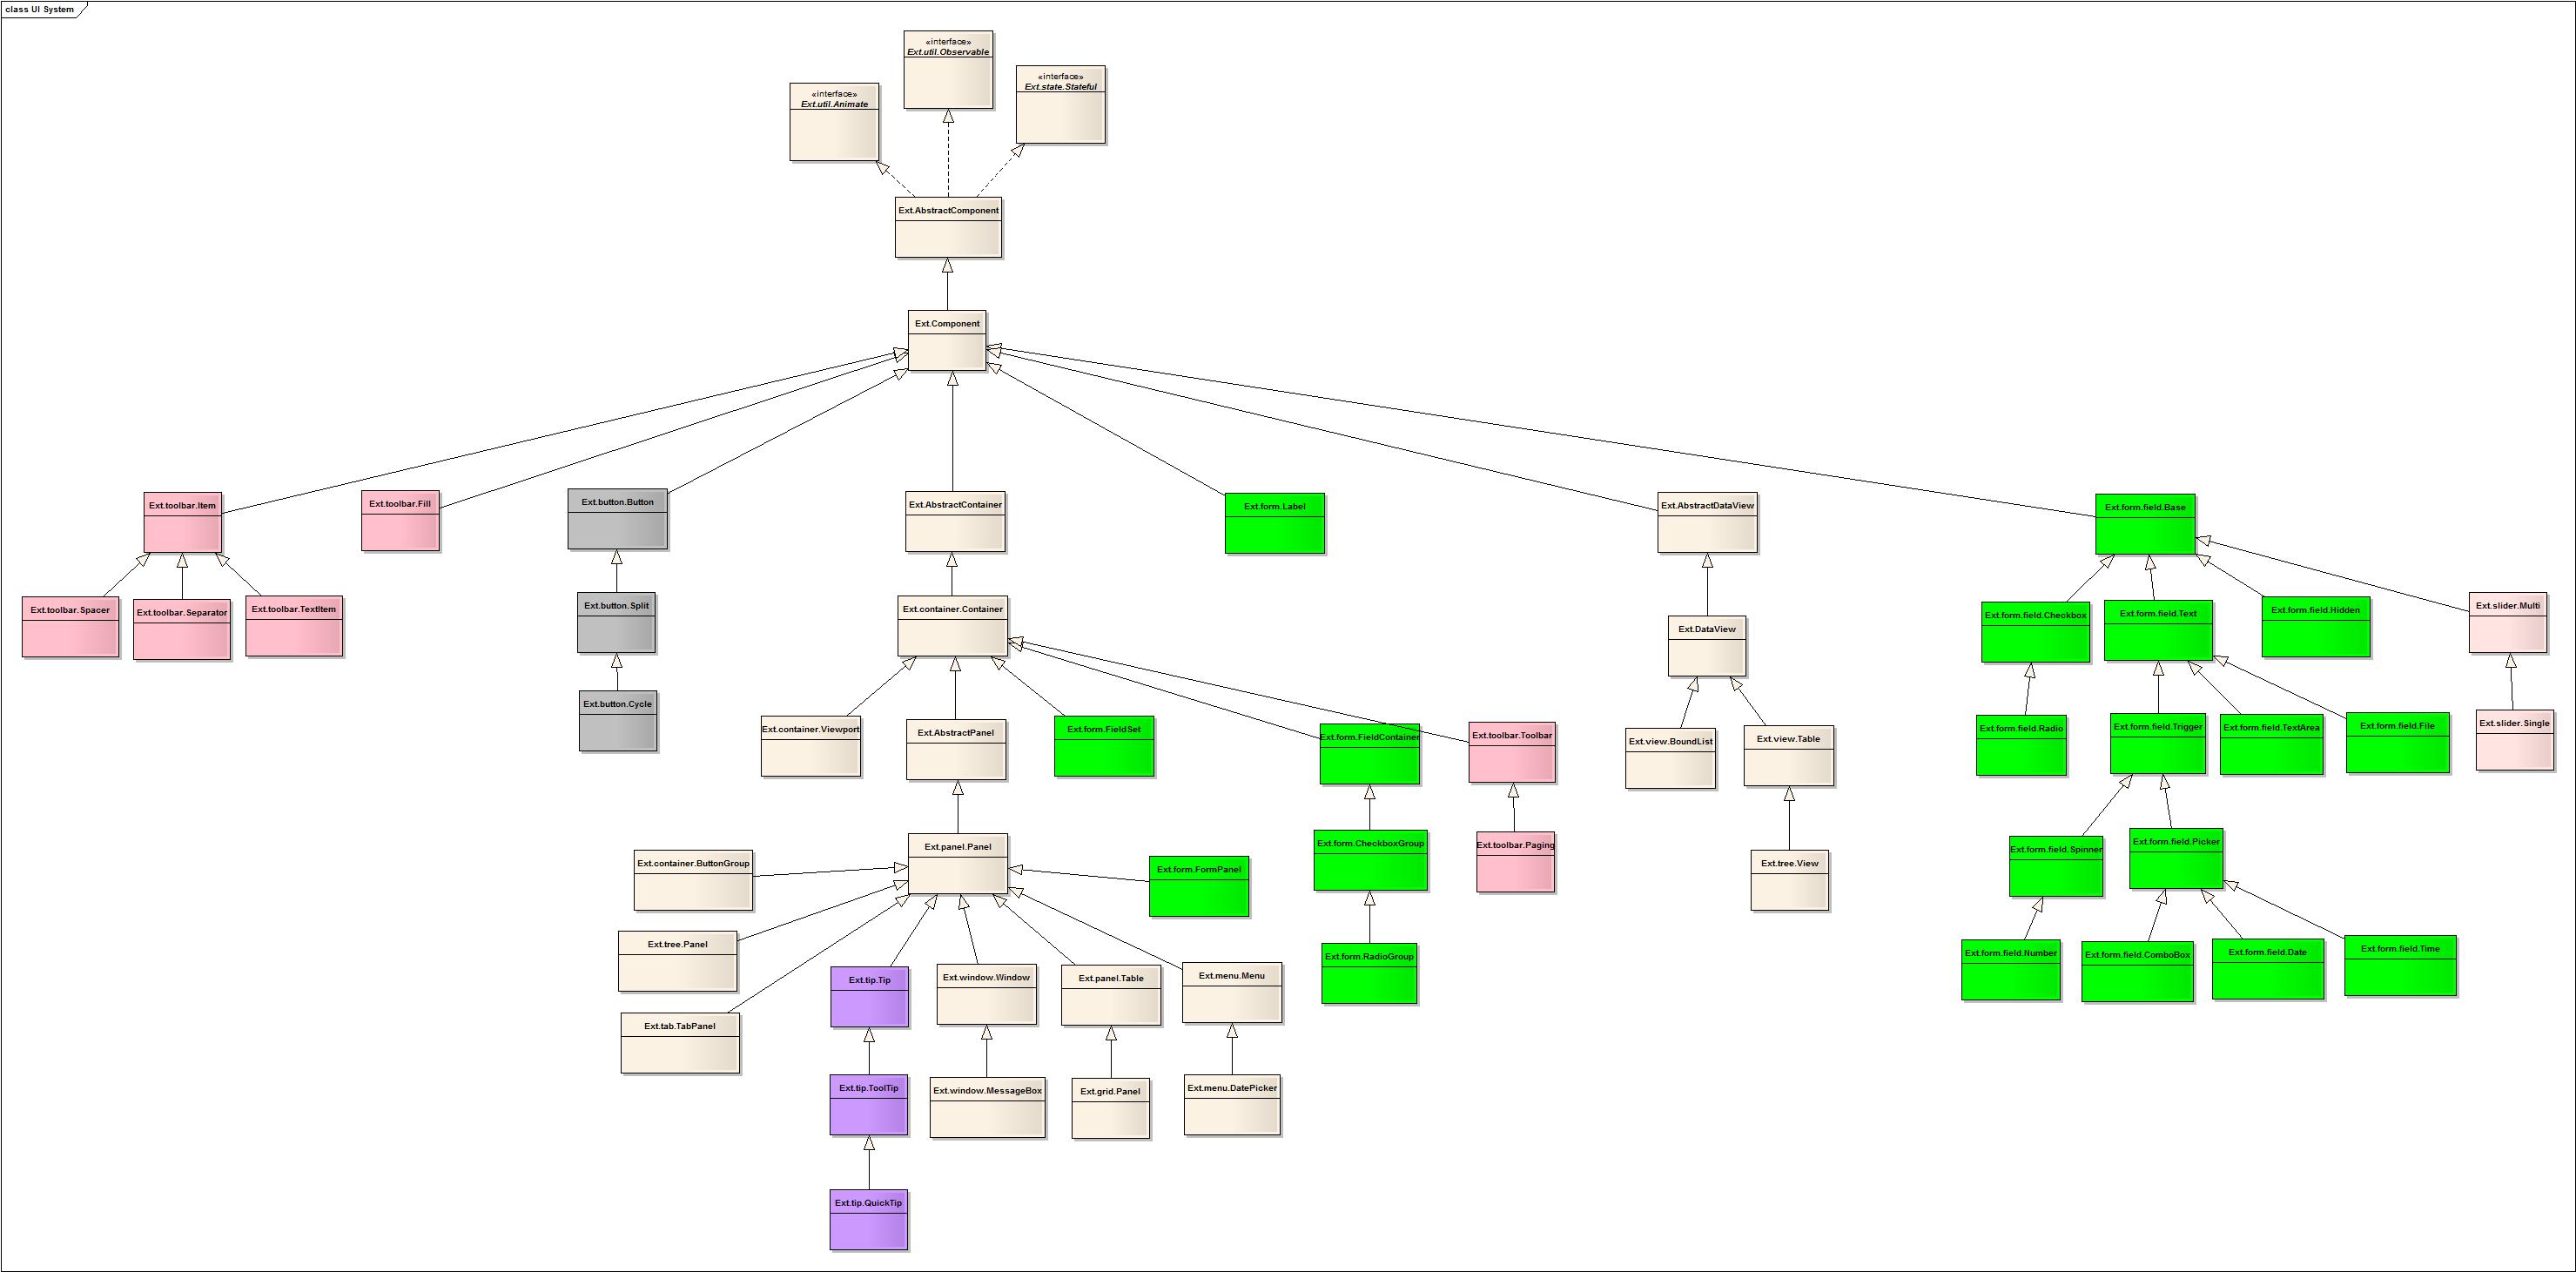 class UI System
«interface»
Ext.util.Observable
«interface»
Ext.state.Stateful
«interface»
Ext.util.Animate
Ext.AbstractComponent
Ext.Component
Ext.toolbar.Item
Ext.toolbar.Fill
Ext.button.Button
Ext.AbstractContainer
Ext.form.Label
Ext.AbstractDataView
Ext.form.field.Base
Ext.toolbar.Spacer
Ext.toolbar.Separator
Ext.toolbar.TextItem
Ext.button.Split
Ext.container.Container
Ext.DataView
Ext.form.field.Checkbox
Ext.form.field.Text
Ext.form.field.Hidden
Ext.slider.Multi
Ext.button.Cycle
Ext.container.Viewport
Ext.AbstractPanel
Ext.form.FieldSet
Ext.form.FieldContainer
Ext.toolbar.Toolbar
Ext.view.BoundList
Ext.view.Table
Ext.form.field.Radio
Ext.form.field.Trigger
Ext.form.field.TextArea
Ext.form.field.File
Ext.slider.Single
Ext.container.ButtonGroup
Ext.panel.Panel
Ext.form.FormPanel
Ext.form.CheckboxGroup
Ext.toolbar.Paging
Ext.tree.View
Ext.form.field.Spinner
Ext.form.field.Picker
Ext.tree.Panel
Ext.tip.Tip
Ext.window.Window
Ext.panel.Table
Ext.menu.Menu
Ext.form.RadioGroup
Ext.form.field.Number
Ext.form.field.ComboBox
Ext.form.field.Date
Ext.form.field.Time
Ext.tab.TabPanel
Ext.tip.ToolTip
Ext.window.MessageBox
Ext.grid.Panel
Ext.menu.DatePicker
Ext.tip.QuickTip